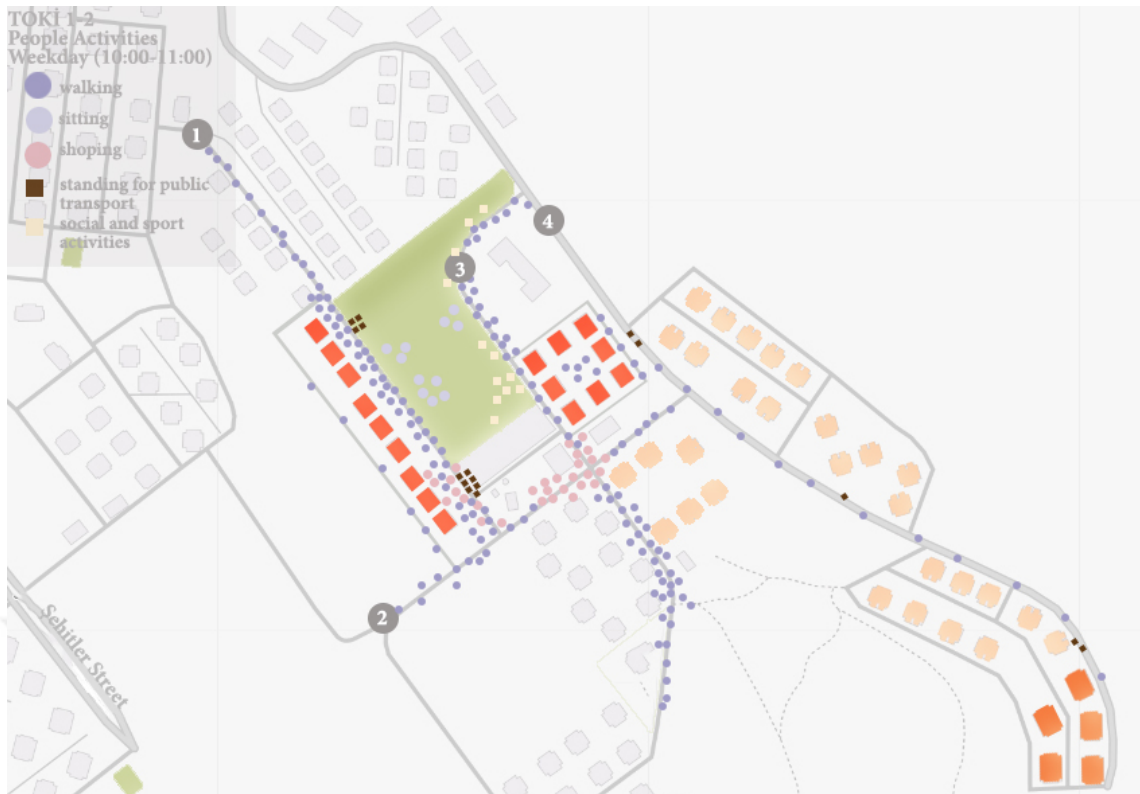 TOKİ 1-2
People Activities
Weekday (10:00-11:00)
walking
sitting
shoping
standing for public
transport
social and sport
activities
1
4
3
2
Sehitler Street